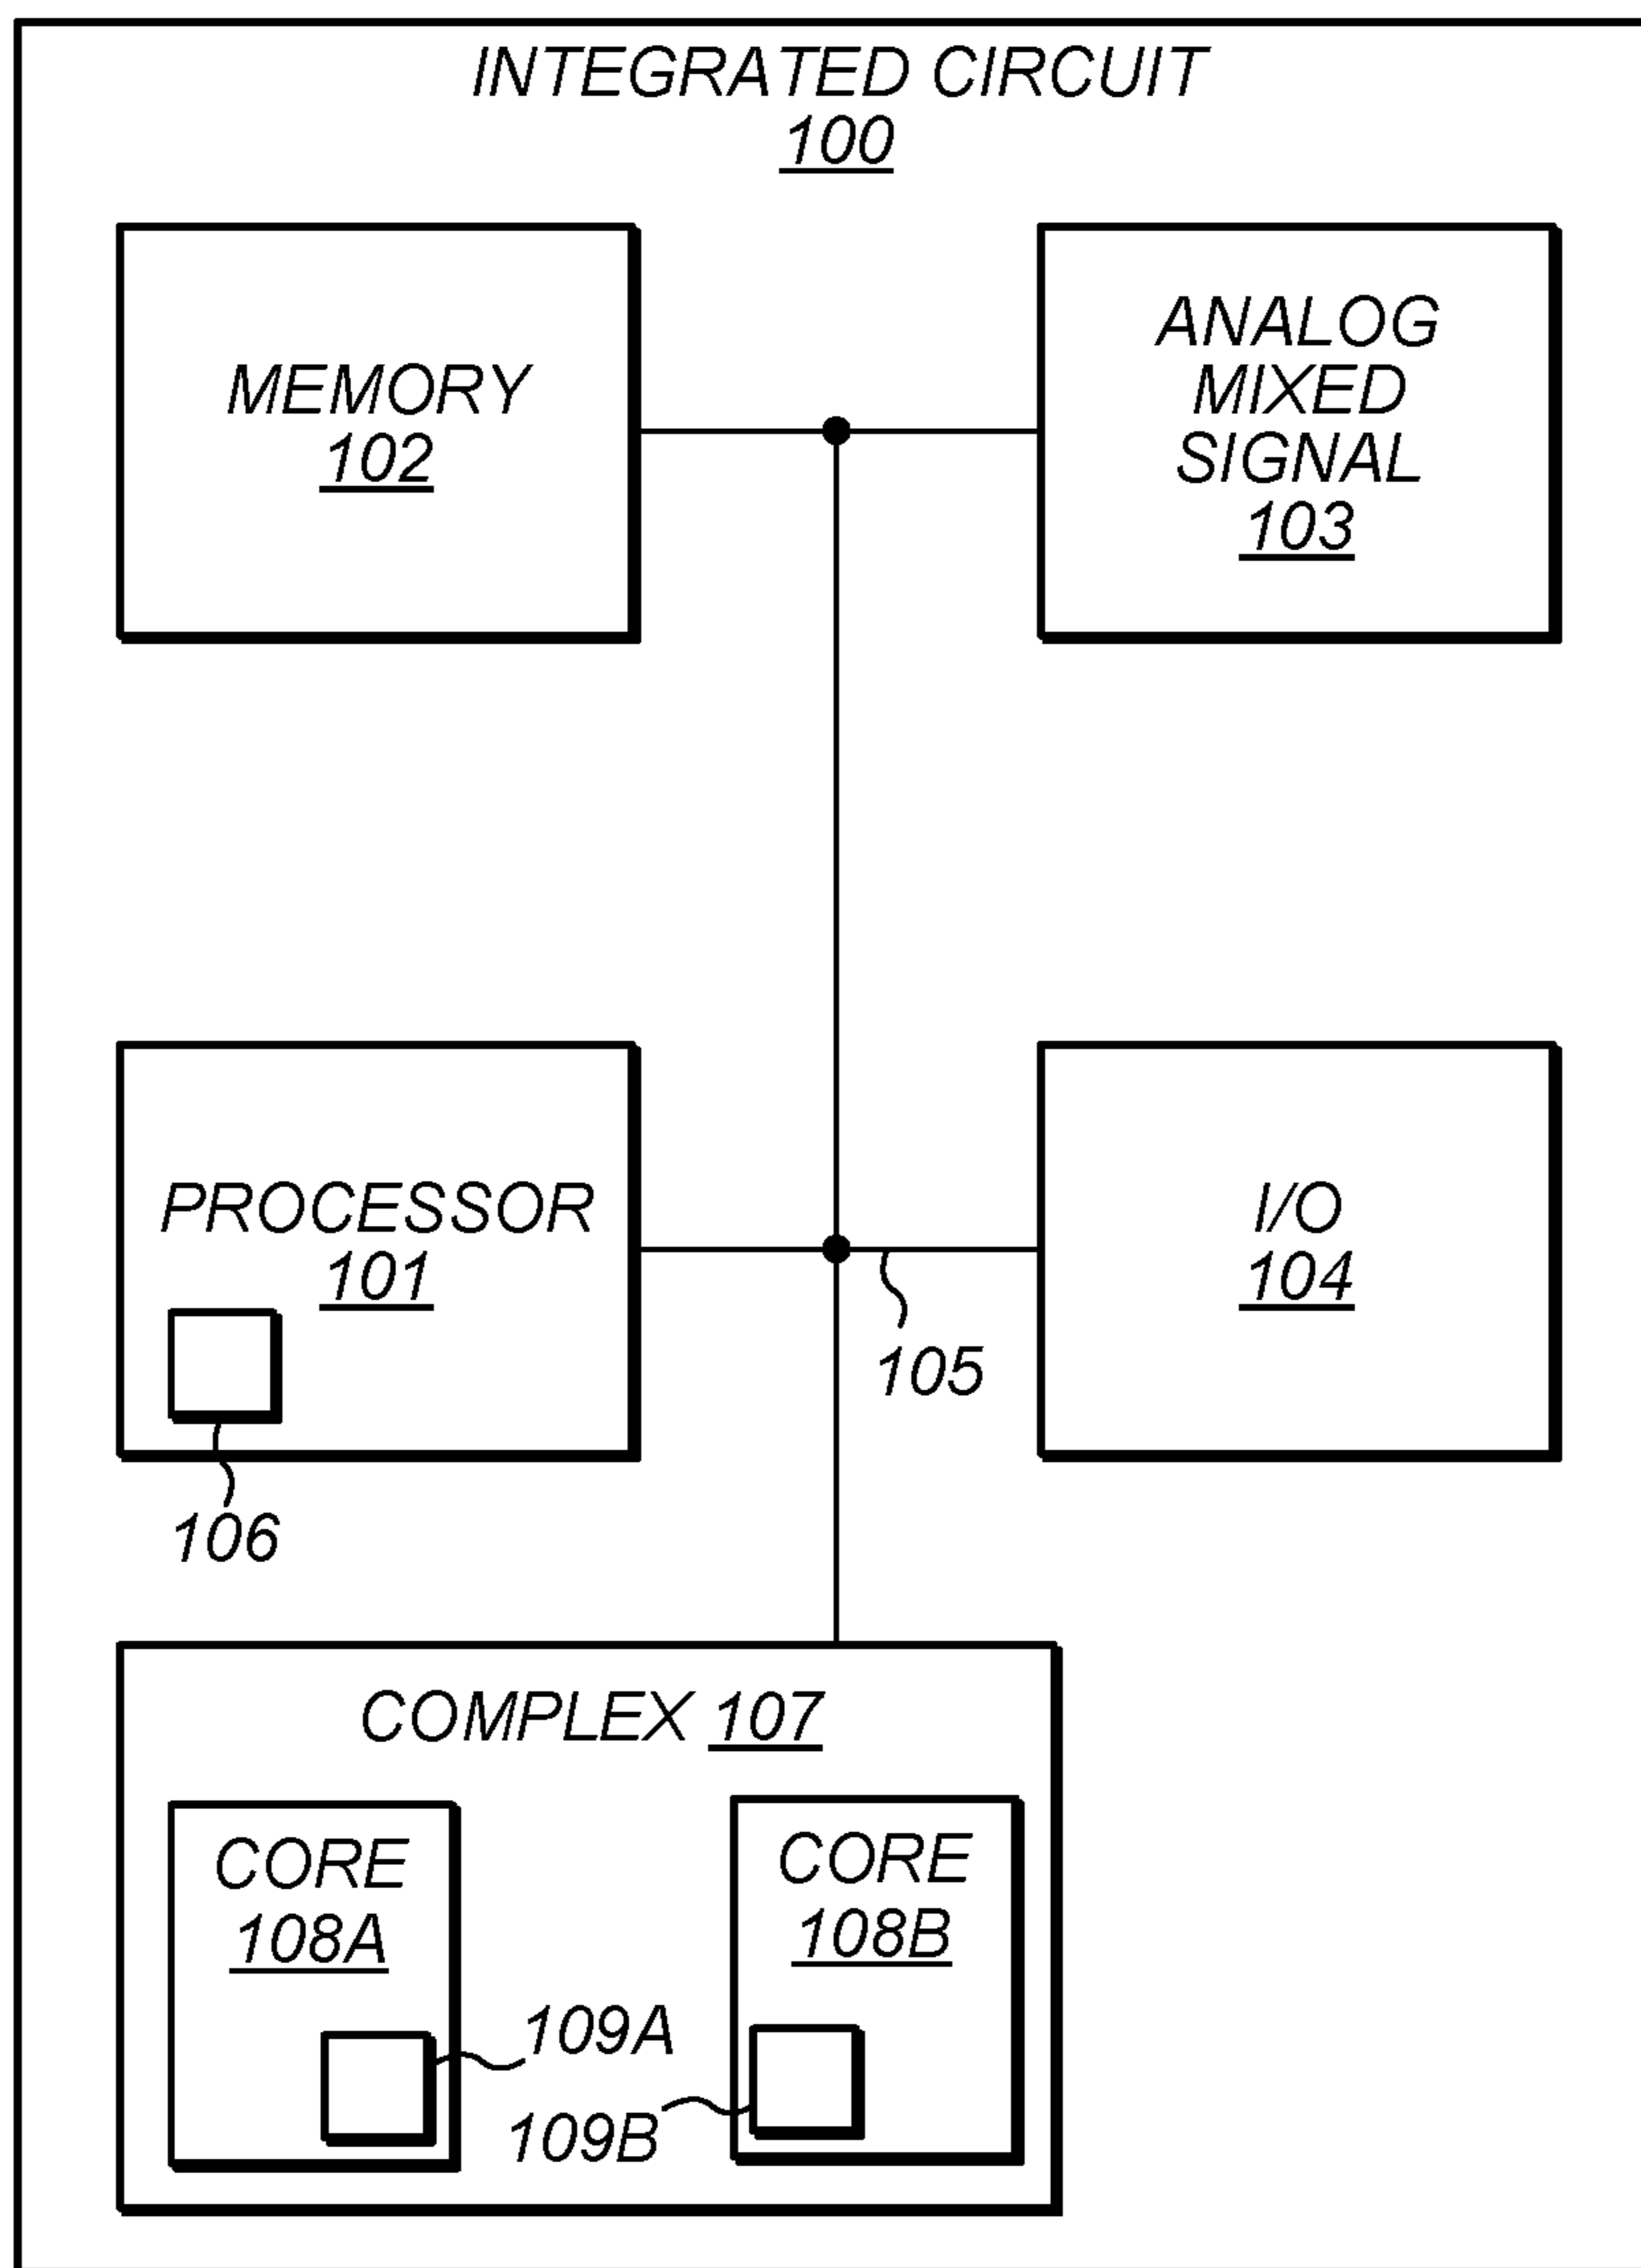 INTEGRATED CIRCUIT
100
MEMORY
102
ANALOG
MIXED
SIGNAL
103
PROCESSOR
101
I/O
104
105
106
COMPLEX 107
CORE
108A
CORE
108B
109A
109B